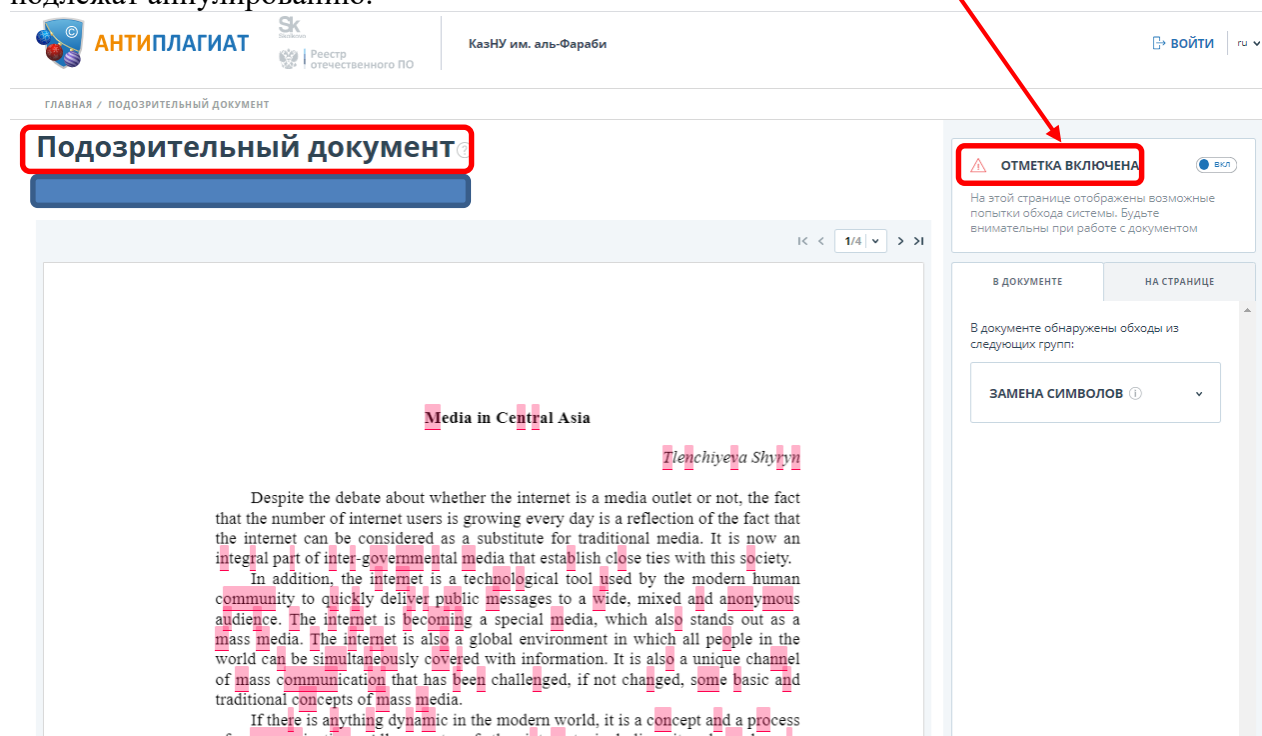 подлежат аннулированию.
©
АНТИПЛАГИАТ
Sk
Реестр
отечественного ПО
КазНУ им. аль-Фараби
ВОЙТИ
ru
ГЛАВНАЯ / ПОДОЗРИТЕЛЬНЫЙ ДОКУМЕНТ
Подозрительный документ ?
ОТМЕТКА ВКЛЮЧЕНА
ВКЛ
На этой странице отображены возможные
попытки обхода системы. Будьте
внимательны при работе с документом
1/4
В ДОКУМЕНТЕ
НА СТРАНИЦЕ
В документе обнаружены обходы из
следующих групп:
ЗАМЕНА СИМВОЛОВ
Media in Central Asia
Tlenchiyeva Shyryn
Despite the debate about whether the internet is a media outlet or not, the fact
that the number of internet users is growing every day is a reflection of the fact that
the internet can be considered as a substitute for traditional media. It is now an
integral part of inter-governmental media that establish close ties with this society.
In addition, the internet is a technological tool used by the modern human
community to quickly deliver public messages to a wide, mixed and anonymous
audience. The internet is becoming a special media, which also stands out as a
mass media. The internet is also a global environment in which all people in the
world can be simultaneously covered with information. It is also a unique channel
of mass communication that has been challenged, if not changed, some basic and
traditional concepts of mass media.
If there is anything dynamic in the modern world, it is a concept and a process